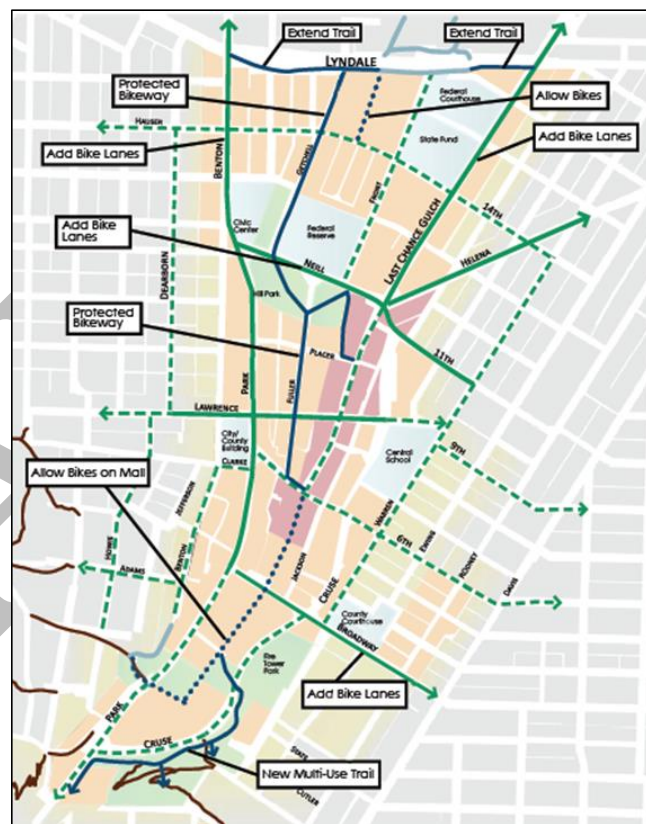 Extend Trail
Extend Trail
LYNDALE
Protected
Bikeway
Federal
Courthouse
Allow Bikes
HAUSER
State Fund
Add Bike Lanes
Add Bike Lanes
BENTON
GETCHELL
FRONT
LAST CHANCE GULCH
14TH
Civic
Center
Federal
Reserve
Add Bike
Lanes
NEILL
HELENA
DEARBORN
Hill Park
Protected
Bikeway
PLACER
11TH
PARK
FULLER
LAWRENCE
City/
County
Building
Central
School
9TH
CLARKE
Allow Bikes on Mall
JEFFERSON
WARREN
6TH
EWING
RODNEY
DAVIS
HOWIE
ADAMS
BENTON
JACKSON
CRUSE
County
Courthouse
BROADWAY
Fire
Tower
Park
Add Bike Lanes
PARK
CRUSE
STATE
New Multi-Use Trail
CUTLER